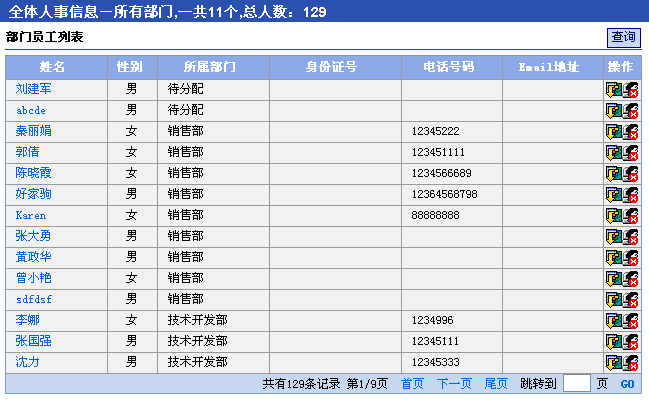 全体人事信息－所有部门,一共11个,总人数：129
部门员工列表 查询
姓名 性别 所属部门 身份证号 电话号码 Email地址 操作
刘建军 男 待分配
abcde 男 待分配
秦丽娟 女 销售部 12345222
郭倩 女 销售部 123451111
陈晓霞 女 销售部 1234566689
好家驹 男 销售部 12364568798
Karen 女 销售部 88888888
张大勇 男 销售部
黄政华 男 销售部
曾小艳 女 销售部
sdfdsf 男 销售部
李娜 女 技术开发部 1234996
张国强 男 技术开发部 12345111
沈力 男 技术开发部 12345333
共有129条记录 第1/9页 首页 下一页 尾页 跳转到 页 GO